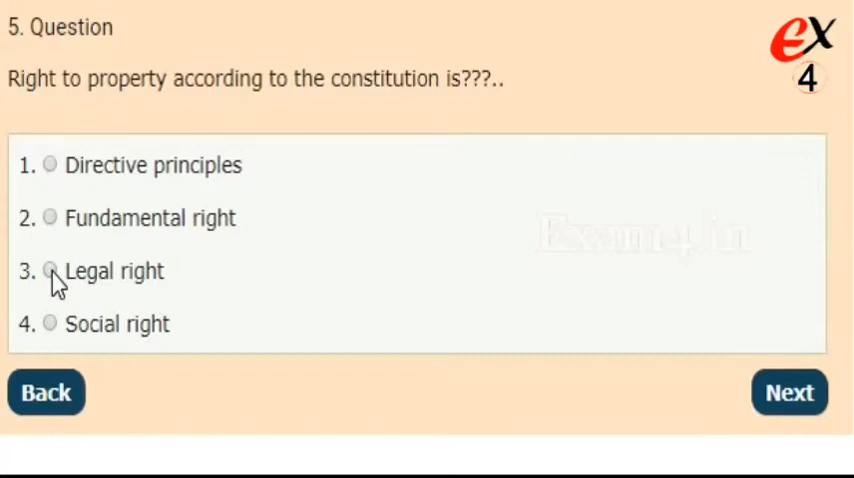 5. Question
ex
4
Right to property according to the constitution is???..
1. Directive principles
2. Fundamental right
3. Legal right
4. Social right
Exam4.in
Back
Next